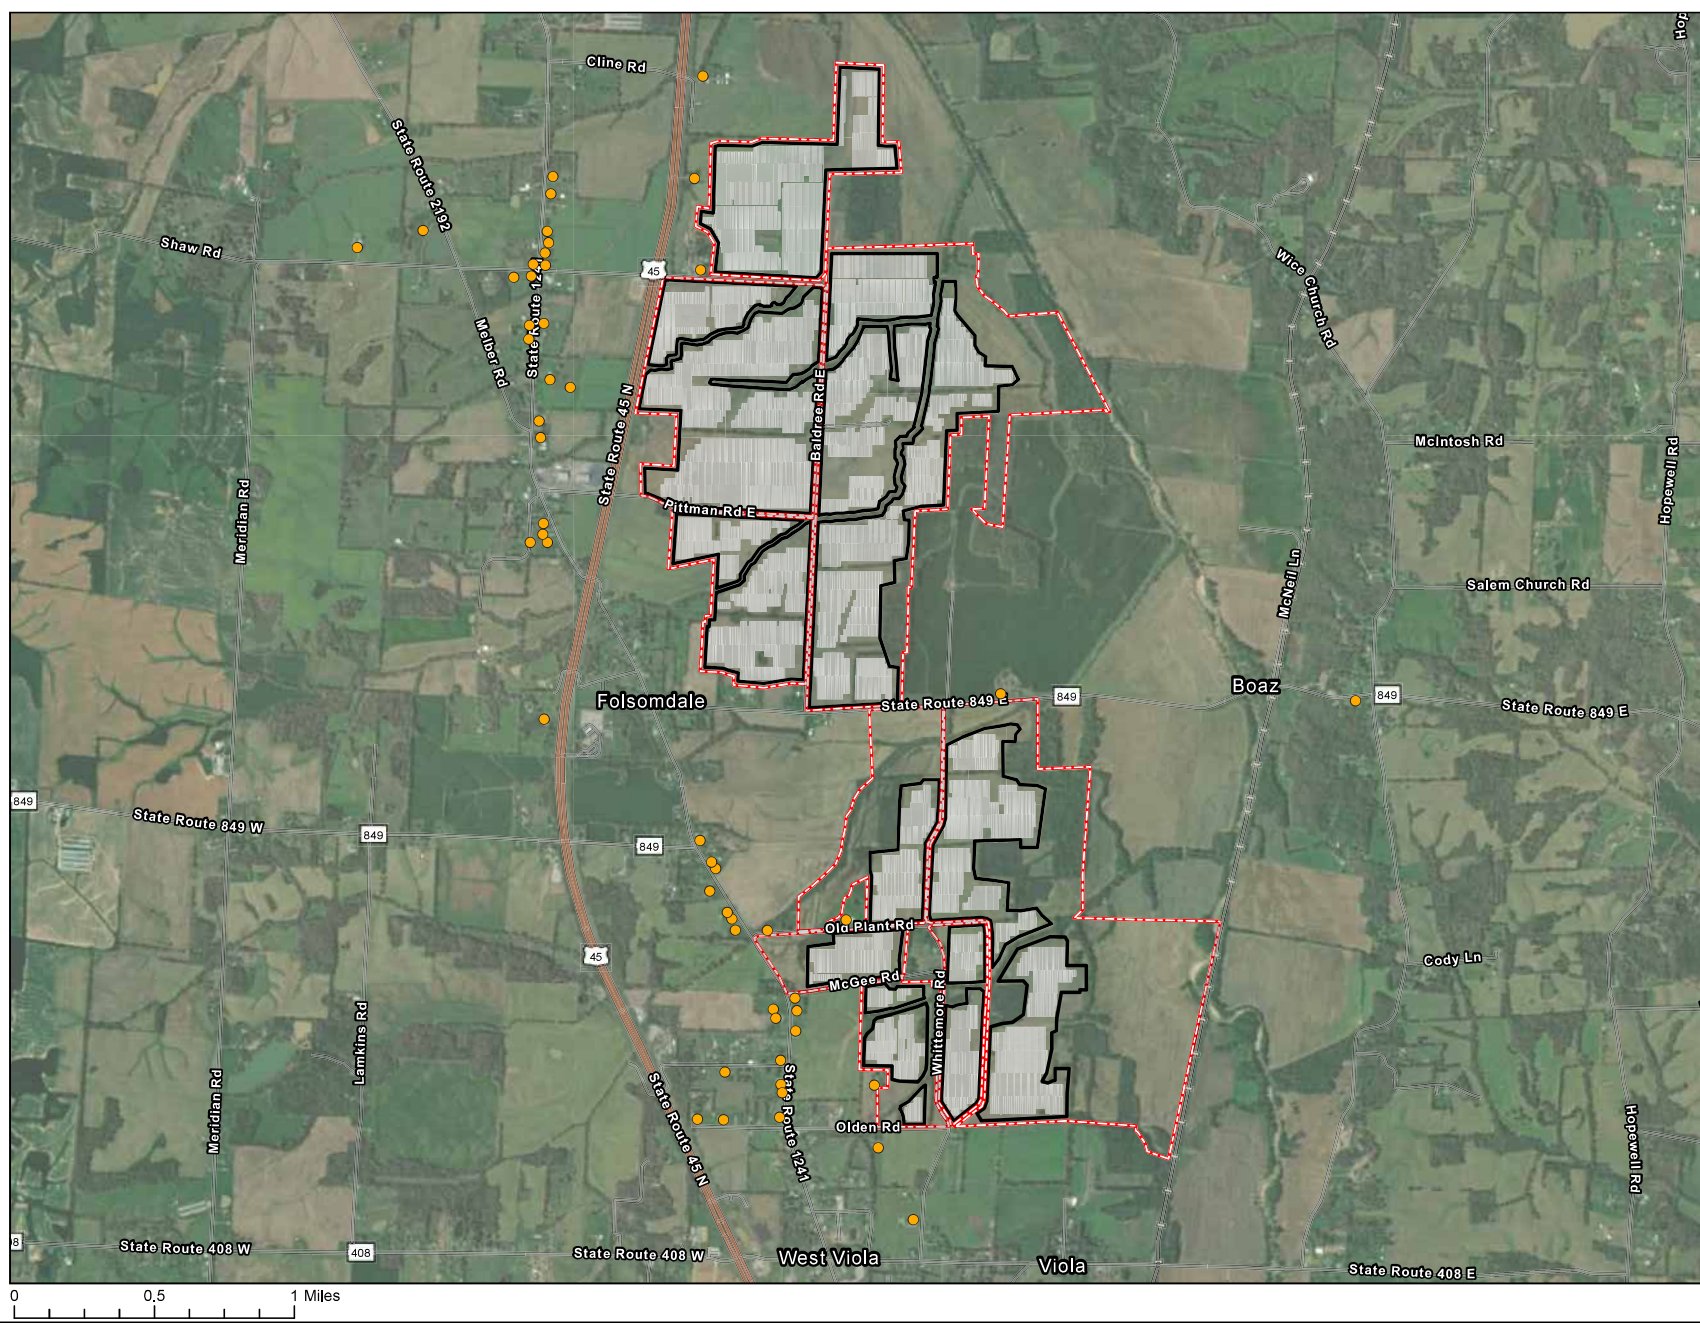 Hop
Cline Rd
State Route 2192
Shaw Rd
45
Wice Church Rd
State Route 1241
Melber Rd
State Route 45 N
Baldree Rd E
McIntosh Rd
Hopewell Rd
Meridian Rd
Pittman Rd E
McNeil Ln
Salem Church Rd
Boaz
Folsomdale
State Route 849 E
849
849
State Route 849 E
849
State Route 849 W
849
849
Old Plant Rd
45
McGee Rd
Cody Ln
Whittemore Rd
Lamkins Rd
Meridian Rd
State Route 45 N
State Route 1241
Olden Rd
Hopewell Rd
State Route 408 W
408
State Route 408 W
West Viola
Viola
State Route 408 E
0
0.5
1 Miles